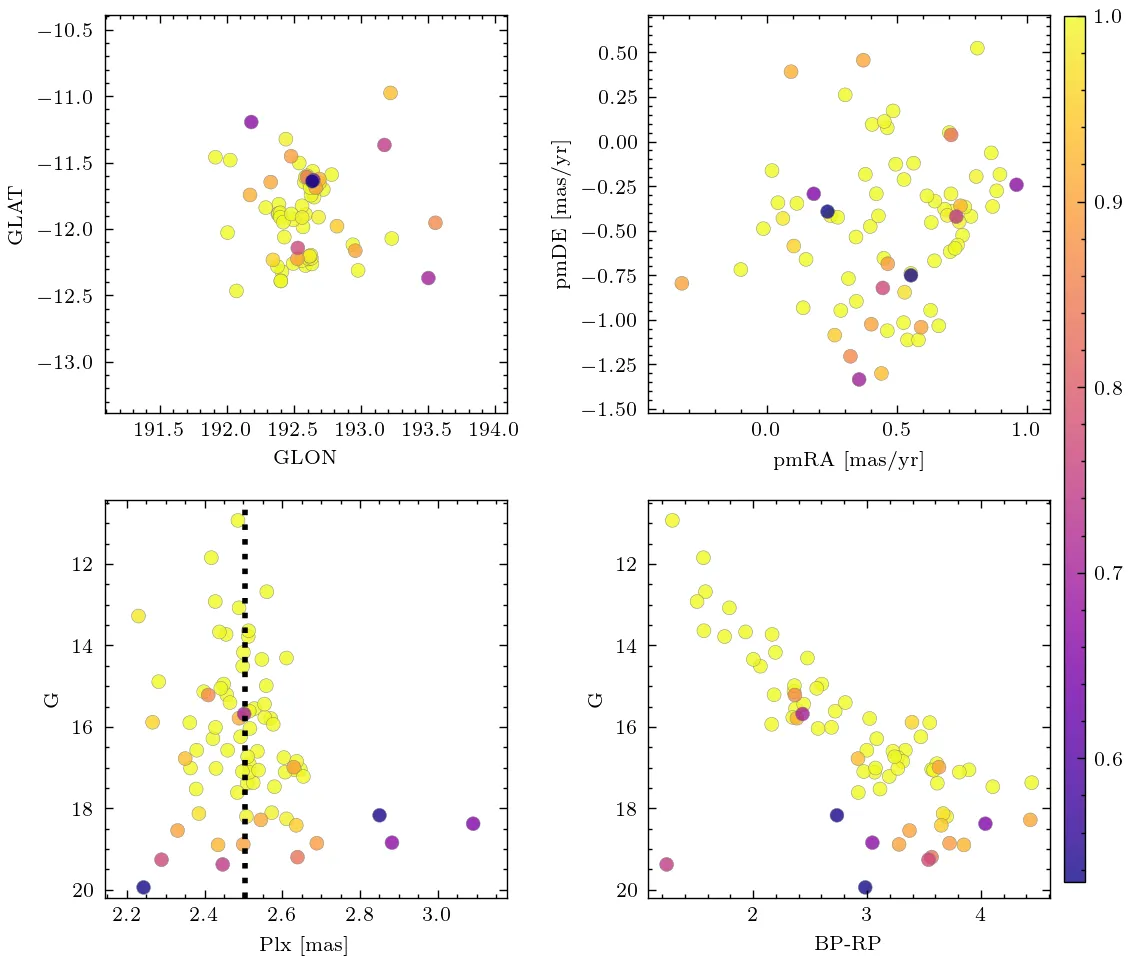 −10.5
−11.0
−11.5
−12.0
−12.5
−13.0
GLAT
191.5 192.0 192.5 193.0 193.5 194.0
GLON
0.50
0.25
0.00
−0.25
−0.50
−0.75
−1.00
−1.25
−1.50
pmDE [mas/yr]
0.0 0.5 1.0
pmRA [mas/yr]
1.0
0.9
0.8
0.7
0.6
12
14
16
18
20
G
2.2 2.4 2.6 2.8 3.0
Plx [mas]
12
14
16
18
20
G
2 3 4
BP-RP